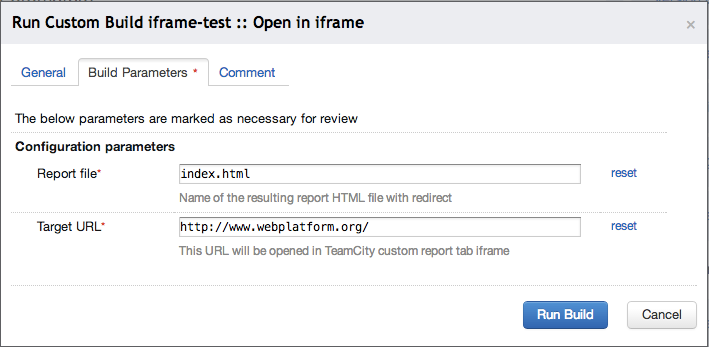 Run Custom Build iframe-test :: Open in iframe ×
General Build Parameters * Comment
The below parameters are marked as necessary for review
Configuration parameters
Report file* index.html reset
Name of the resulting report HTML file with redirect
Target URL* http://www.webplatform.org/ reset
This URL will be opened in TeamCity custom report tab iframe
Run Build Cancel